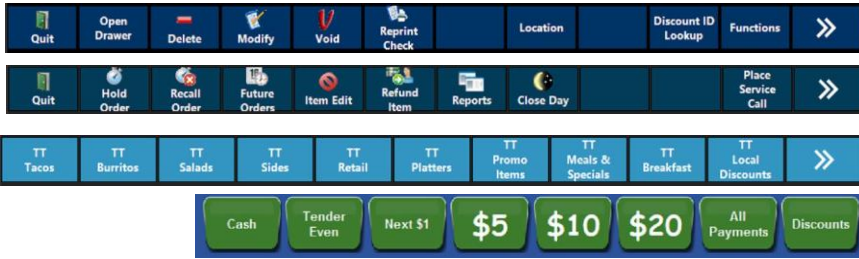 Quit Open Drawer Delete Modify Void Reprint Check Location Discount ID Lookup Functions
Quit Hold Order Recall Order Future Orders Item Edit Refund Item Reports Close Day Place Service Call
TT Tacos TT Burritos TT Salads TT Sides TT Retail TT Platters TT Promo Items TT Meals & Specials TT Breakfast TT Local Discounts
Cash Tender Even Next $1 $5 $10 $20 All Payments Discounts